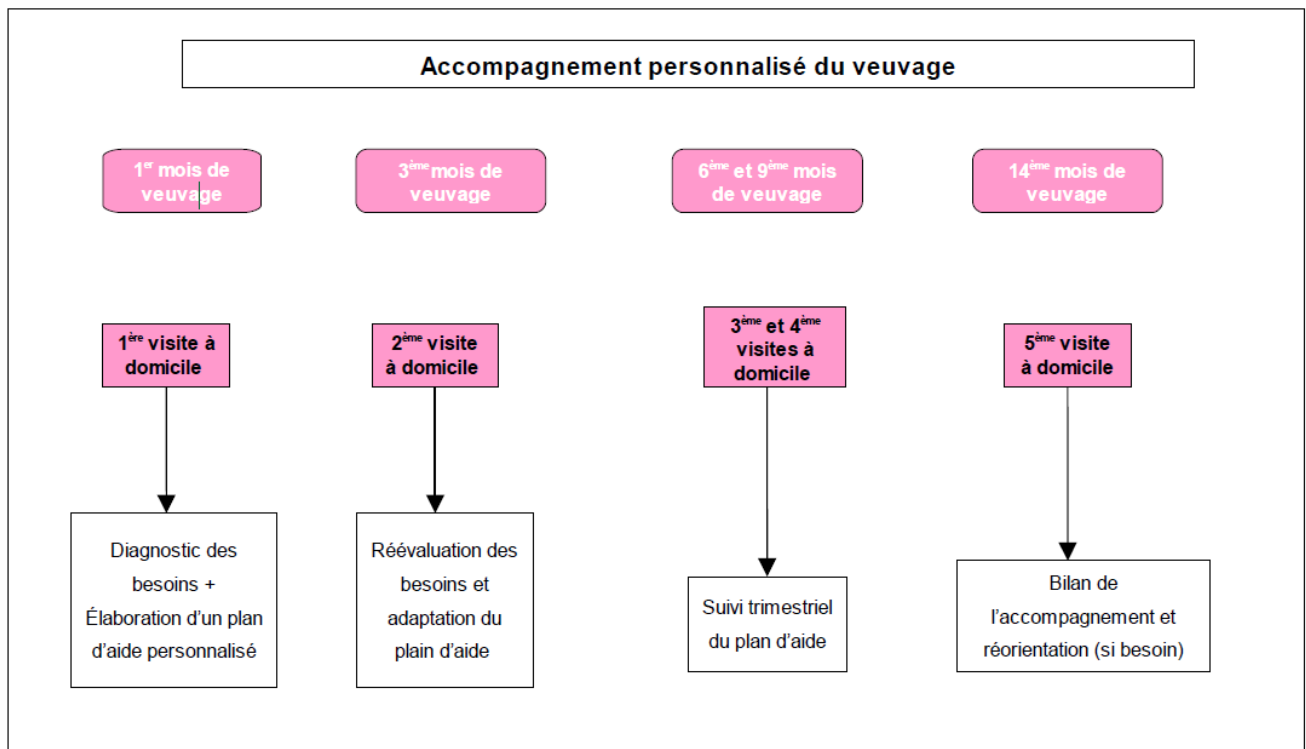 Accompagnement personnalisé du veuvage
1er mois de
veuvage
3ème mois de
veuvage
6ème et 9ème mois
de veuvage
14ème mois de
veuvage
1ère visite à
domicile
2ème visite
à domicile
3ème et 4ème
visites à
domicile
5ème visite
à domicile
Diagnostic des
besoins +
Élaboration d’un plan
d’aide personnalisé
Réévaluation des
besoins et
adaptation du
plain d’aide
Suivi trimestriel
du plan d’aide
Bilan de
l’accompagnement et
réorientation (si besoin)